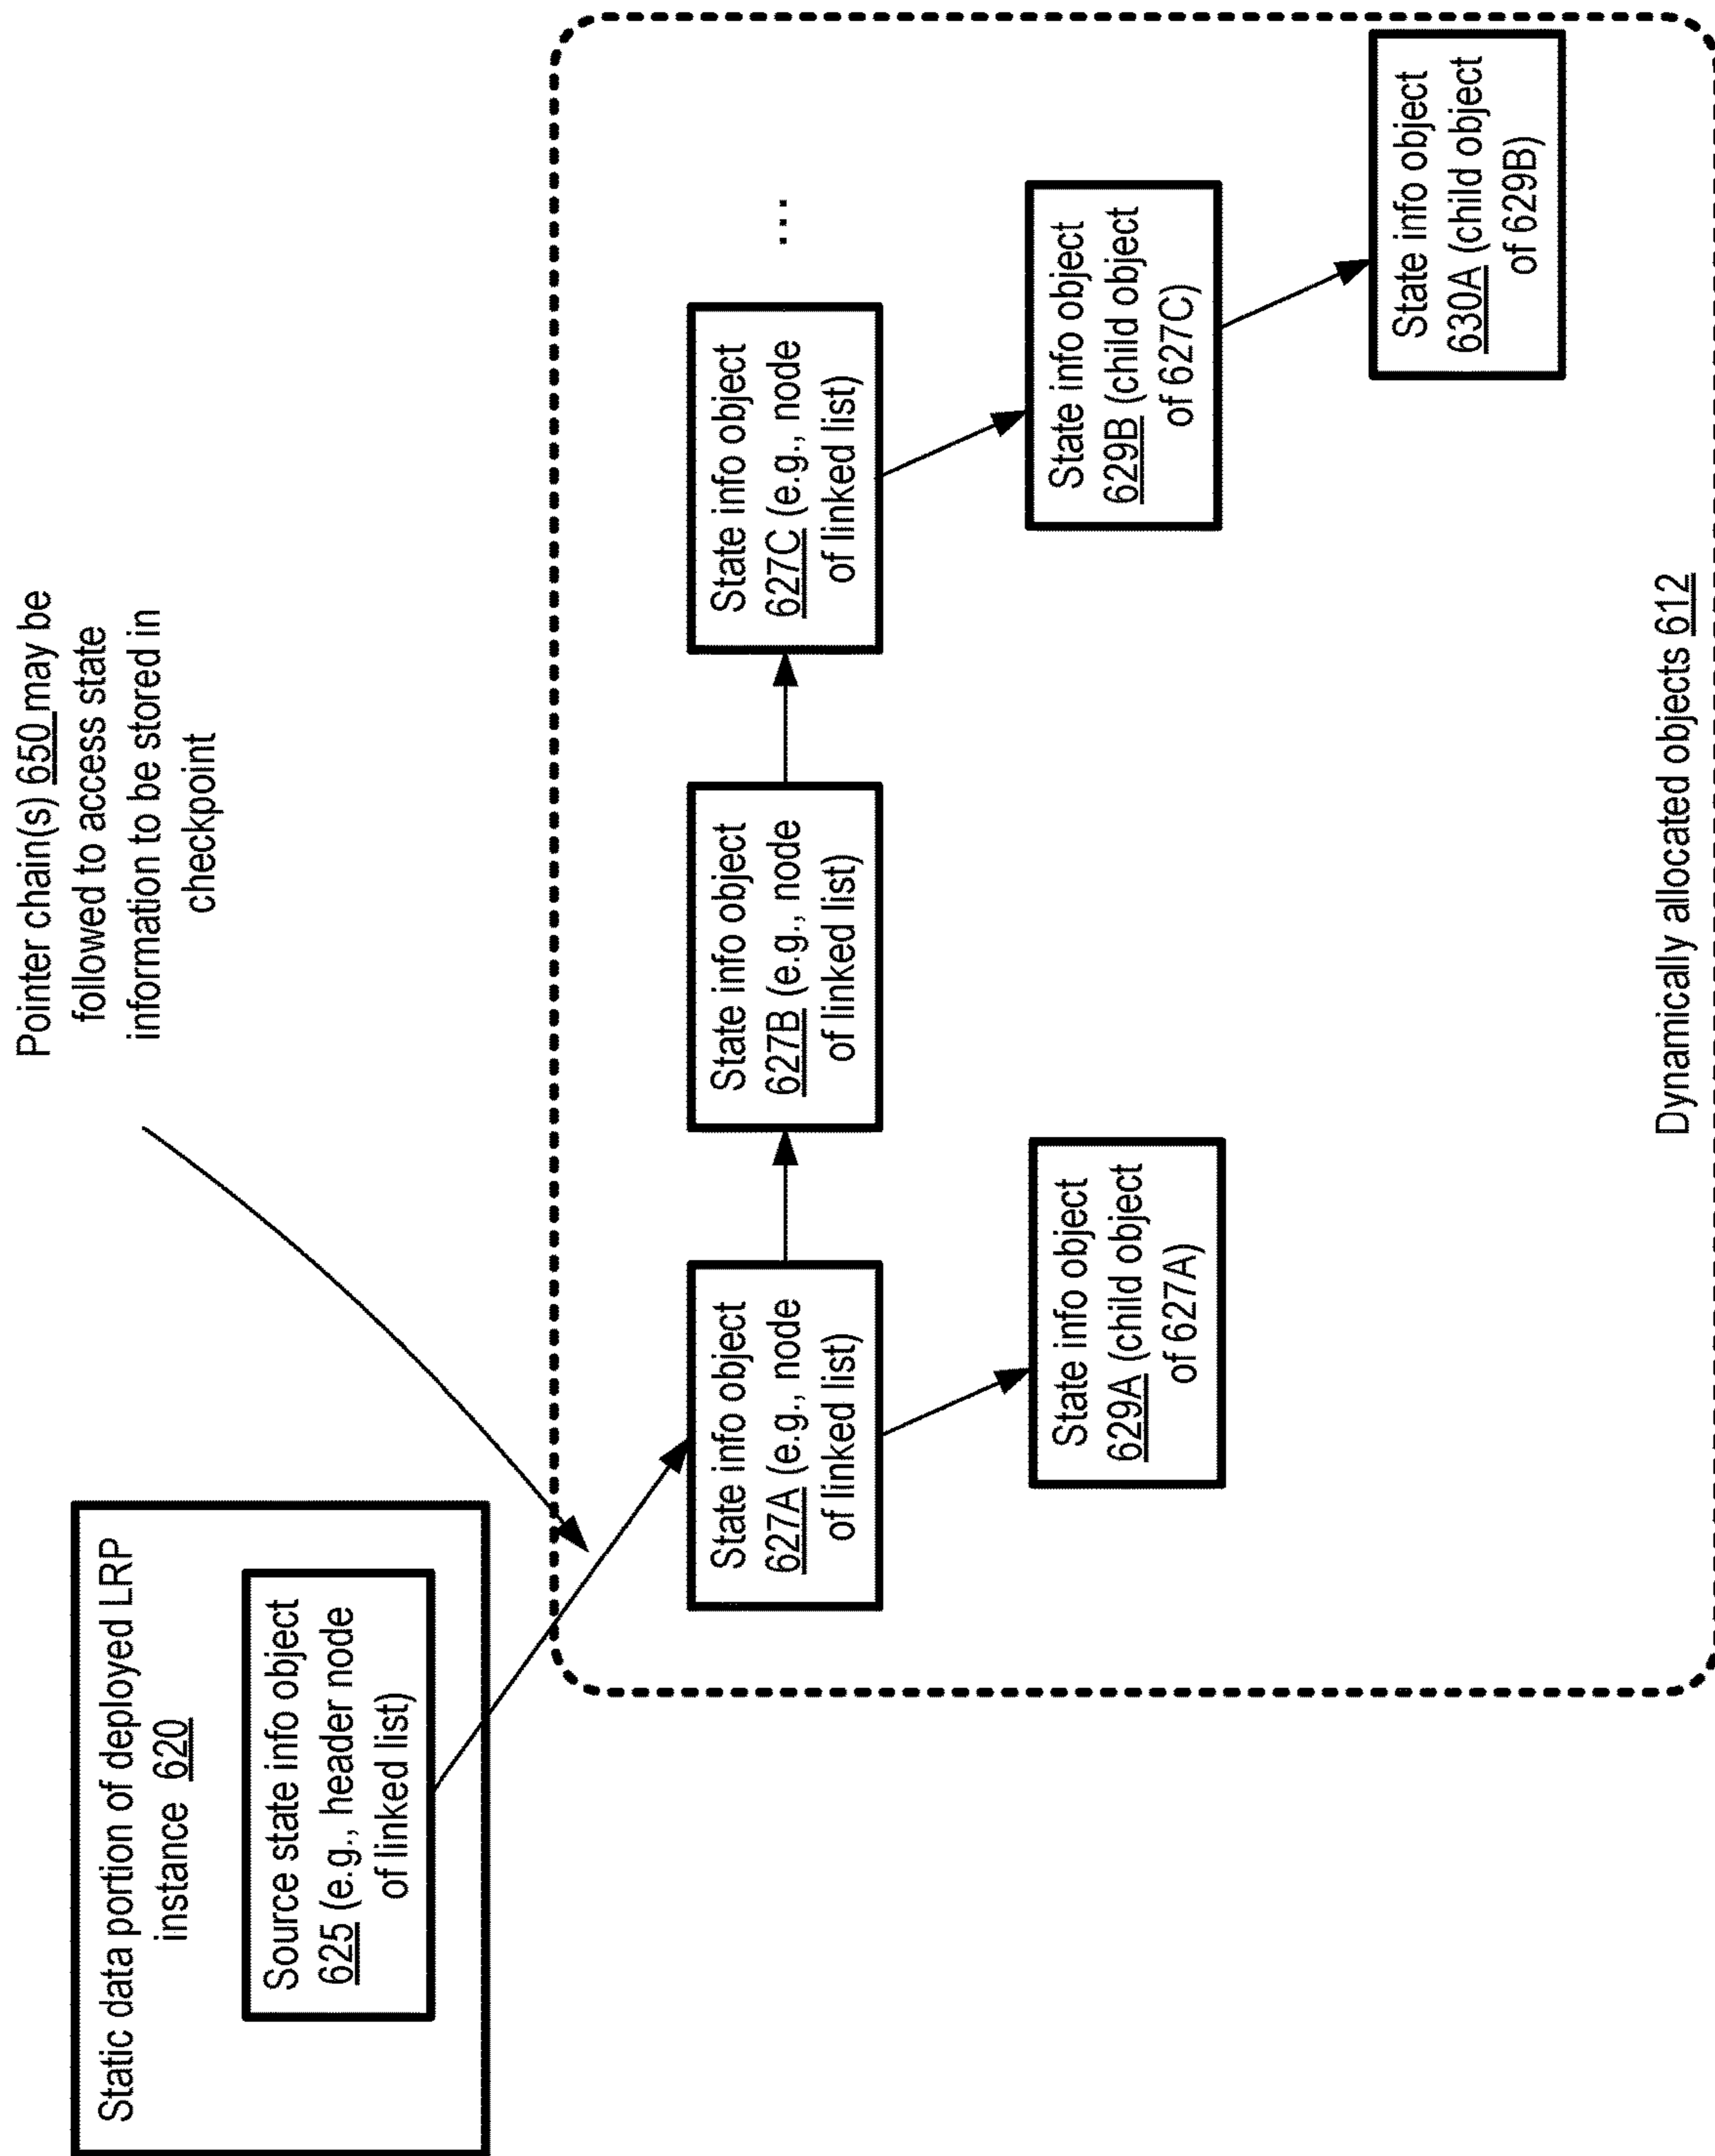 Static data portion of deployed LRP
instance 620
Source state info object
625 (e.g., header node
of linked list)
Pointer chain(s) 650 may be
followed to access state
information to be stored in
checkpoint
State info object
627A (e.g., node
of linked list)
State info object
627B (e.g., node
of linked list)
State info object
627C (e.g., node
of linked list)
...
State info object
629A (child object
of 627A)
State info object
629B (child object
of 627C)
State info object
630A (child object
of 629B)
Dynamically allocated objects 612